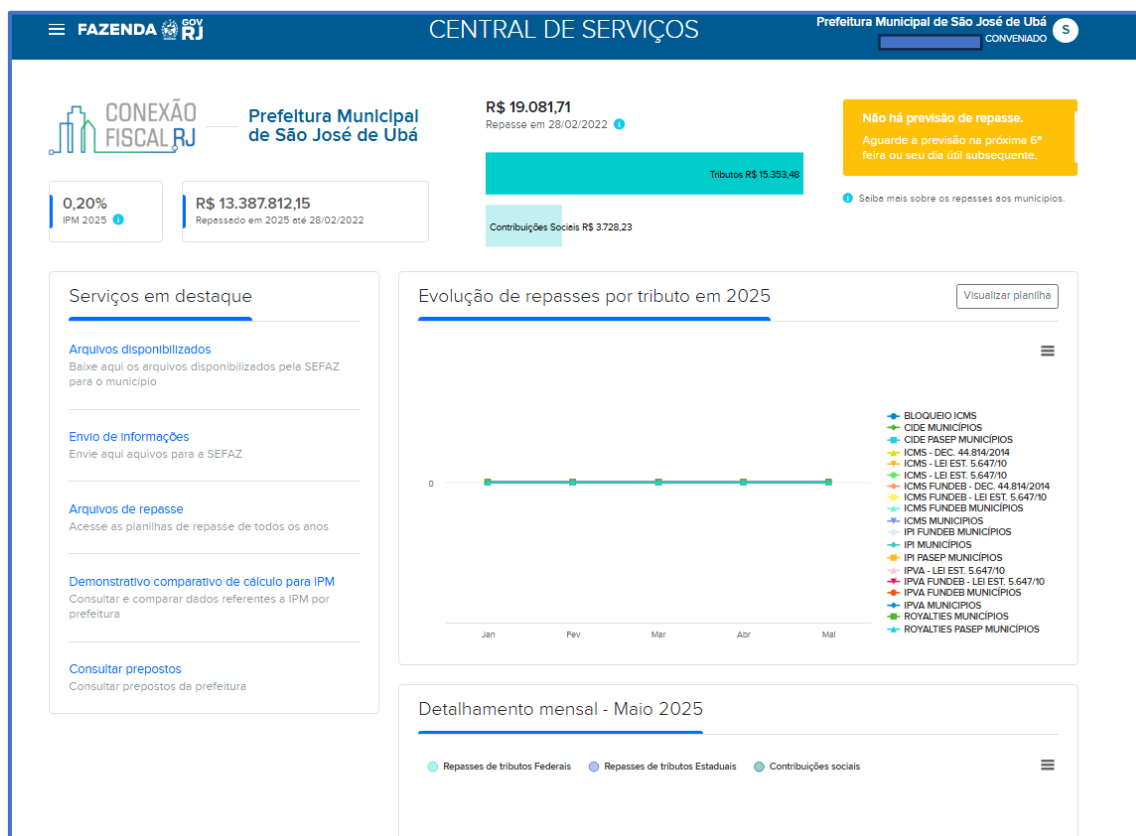 FAZENDA GOV RJ
CENTRAL DE SERVIÇOS
Prefeitura Municipal de São José de Ubá
CONVENIADO
S
CONEXÃO
FISCAL RJ
Prefeitura Municipal
de São José de Ubá
0,20%
IPM 2025
R$ 13.387.812,15
Repassado em 2025 até 28/02/2022
R$ 19.081,71
Repasse em 28/02/2022
Tributos R$ 15.353,48
Contribuições Sociais R$ 3.728,23
Não há previsão de repasse.
Aguarde a previsão na próxima 6ª
feira ou seu dia útil subsequente.
Saiba mais sobre os repasses aos municípios.
Serviços em destaque
Arquivos disponibilizados
Baixe aqui os arquivos disponibilizados pela SEFAZ
para o município
Envio de informações
Envie aqui aquivos para a SEFAZ
Arquivos de repasse
Acesse as planilhas de repasse de todos os anos
Demonstrativo comparativo de cálculo para IPM
Consultar e comparar dados referentes a IPM por
prefeitura
Consultar prepostos
Consultar prepostos da prefeitura
Evolução de repasses por tributo em 2025
Visualizar planilha
0
Jan Fev Mar Abr Mai
BLOQUEIO ICMS
CIDE MUNICÍPIOS
CIDE PASEP MUNICÍPIOS
ICMS - DEC. 44.814/2014
ICMS - LEI EST. 5.647/10
ICMS - LEI EST. 5.647/10
ICMS FUNDEB - DEC. 44.814/2014
ICMS FUNDEB - LEI EST. 5.647/10
ICMS FUNDEB MUNICÍPIOS
ICMS MUNICIPIOS
IPI FUNDEB MUNICÍPIOS
IPI MUNICÍPIOS
IPI PASEP MUNICÍPIOS
IPVA - LEI EST. 5.647/10
IPVA FUNDEB - LEI EST. 5.647/10
IPVA FUNDEB MUNICÍPIOS
IPVA MUNICIPIOS
ROYALTIES MUNICÍPIOS
ROYALTIES PASEP MUNICÍPIOS
Detalhamento mensal - Maio 2025
Repasses de tributos Federais Repasses de tributos Estaduais Contribuições sociais